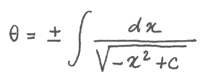 θ = ± ∫ dx / √(-x² + c)